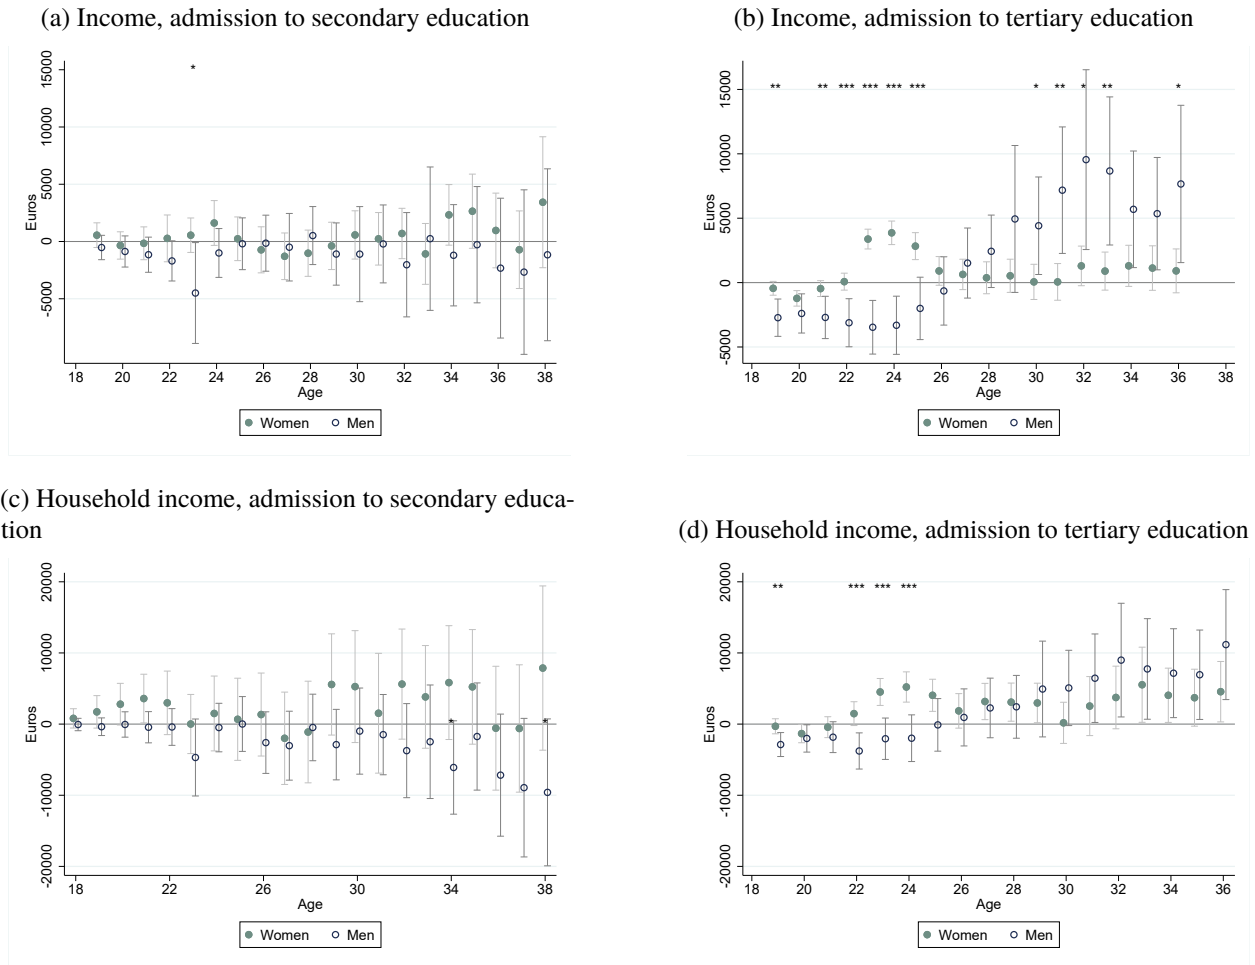 (a) Income, admission to secondary education
*
15000
10000
5000
0
-5000
Euros
18 20 22 24 26 28 30 32 34 36 38
Age
Women Men
(b) Income, admission to tertiary education
** ** *** *** *** *** * ** * ** *
15000
10000
5000
0
-5000
Euros
18 20 22 24 26 28 30 32 34 36 38
Age
Women Men
(c) Household income, admission to secondary educa-
tion
20000
10000
0
-10000
-20000
Euros
* *
18 22 26 30 34 38
Age
Women Men
(d) Household income, admission to tertiary education
** *** *** ***
20000
10000
0
-10000
-20000
Euros
18 20 22 24 26 28 30 32 34 36
Age
Women Men